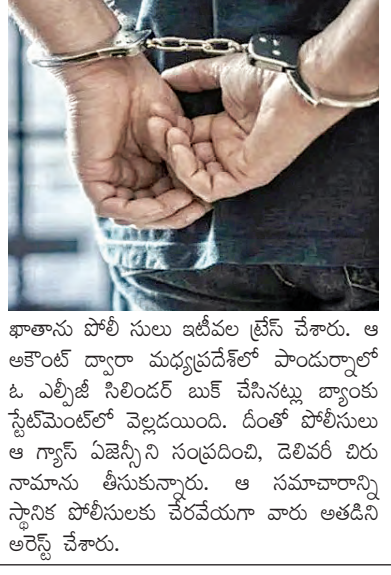 ఖాతాను పోలీ సులు ఇటీవల ట్రేస్ చేశారు. ఆ
అకౌంట్ ద్వారా మధ్యప్రదేశ్‌లో పాండుర్నాలో
ఓ ఎల్పీజీ సిలిండర్ బుక్ చేసినట్లు బ్యాంకు
స్టేట్‌మెంట్‌లో వెల్లడయింది. దీంతో పోలీసులు
ఆ గ్యాస్ ఏజెన్సీని సంప్రదించి, డెలివరీ చిరు
నామాను తీసుకున్నారు. ఆ సమాచారాన్ని
స్థానిక పోలీసులకు చేరవేయగా వారు అతడిని
అరెస్ట్ చేశారు.